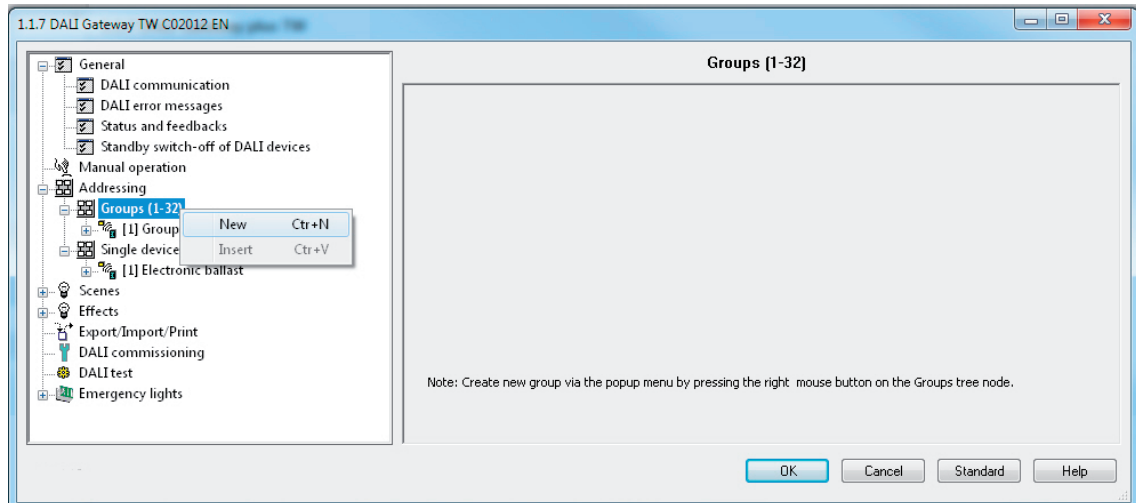 1.1.7 DALI Gateway TW C02012 EN
General
DALI communication
DALI error messages
Status and feedbacks
Standby switch-off of DALI devices
Manual operation
Addressing
Groups (1-32)
[1] Group
Single device
[1] Electronic ballast
Scenes
Effects
Export/Import/Print
DALI commissioning
DALI test
Emergency lights
New Ctr+N
Insert Ctr+V
Groups (1-32)
Note: Create new group via the popup menu by pressing the right mouse button on the Groups tree node.
OK Cancel Standard Help